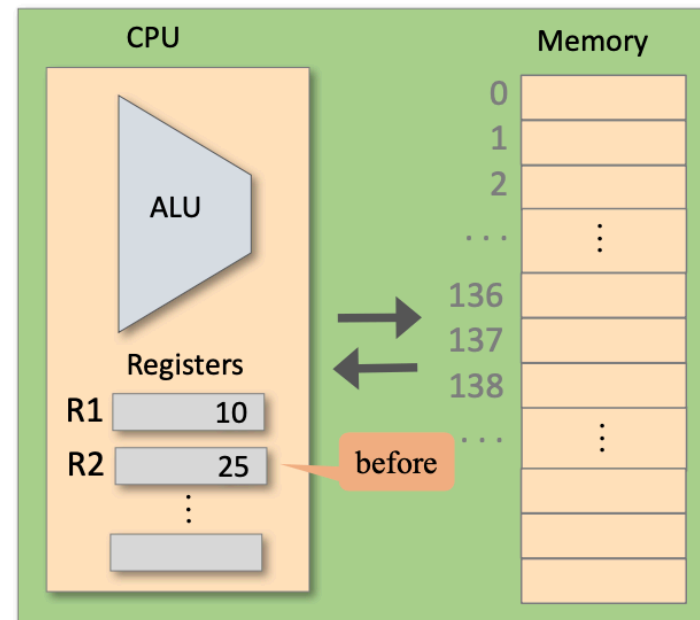 CPU
ALU
Registers
R1 10
R2 25
⋮
before
Memory
0
1
2
... ⋮
136
137
138
... ⋮